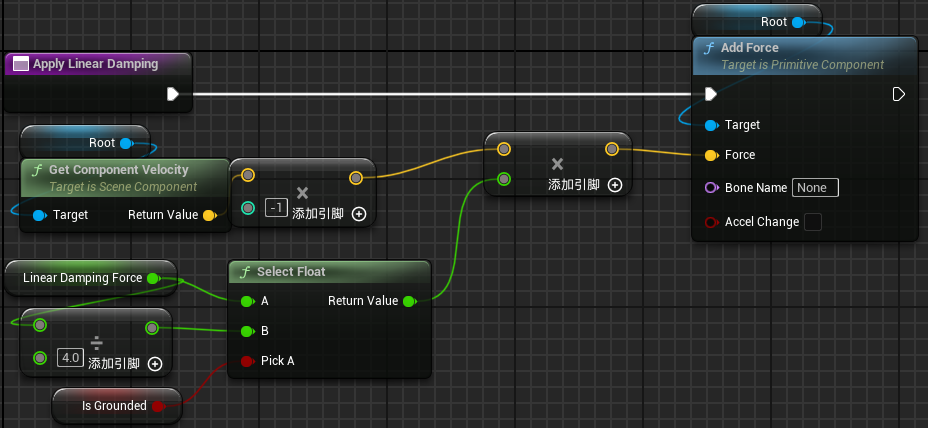 Root
Apply Linear Damping
Add Force
Target is Primitive Component
Target
Force
Bone Name None
Accel Change
Root
Get Component Velocity
Target is Scene Component
Target Return Value
×
-1 添加引脚
×
添加引脚
Linear Damping Force
÷
4.0 添加引脚
Select Float
A Return Value
B
Pick A
Is Grounded